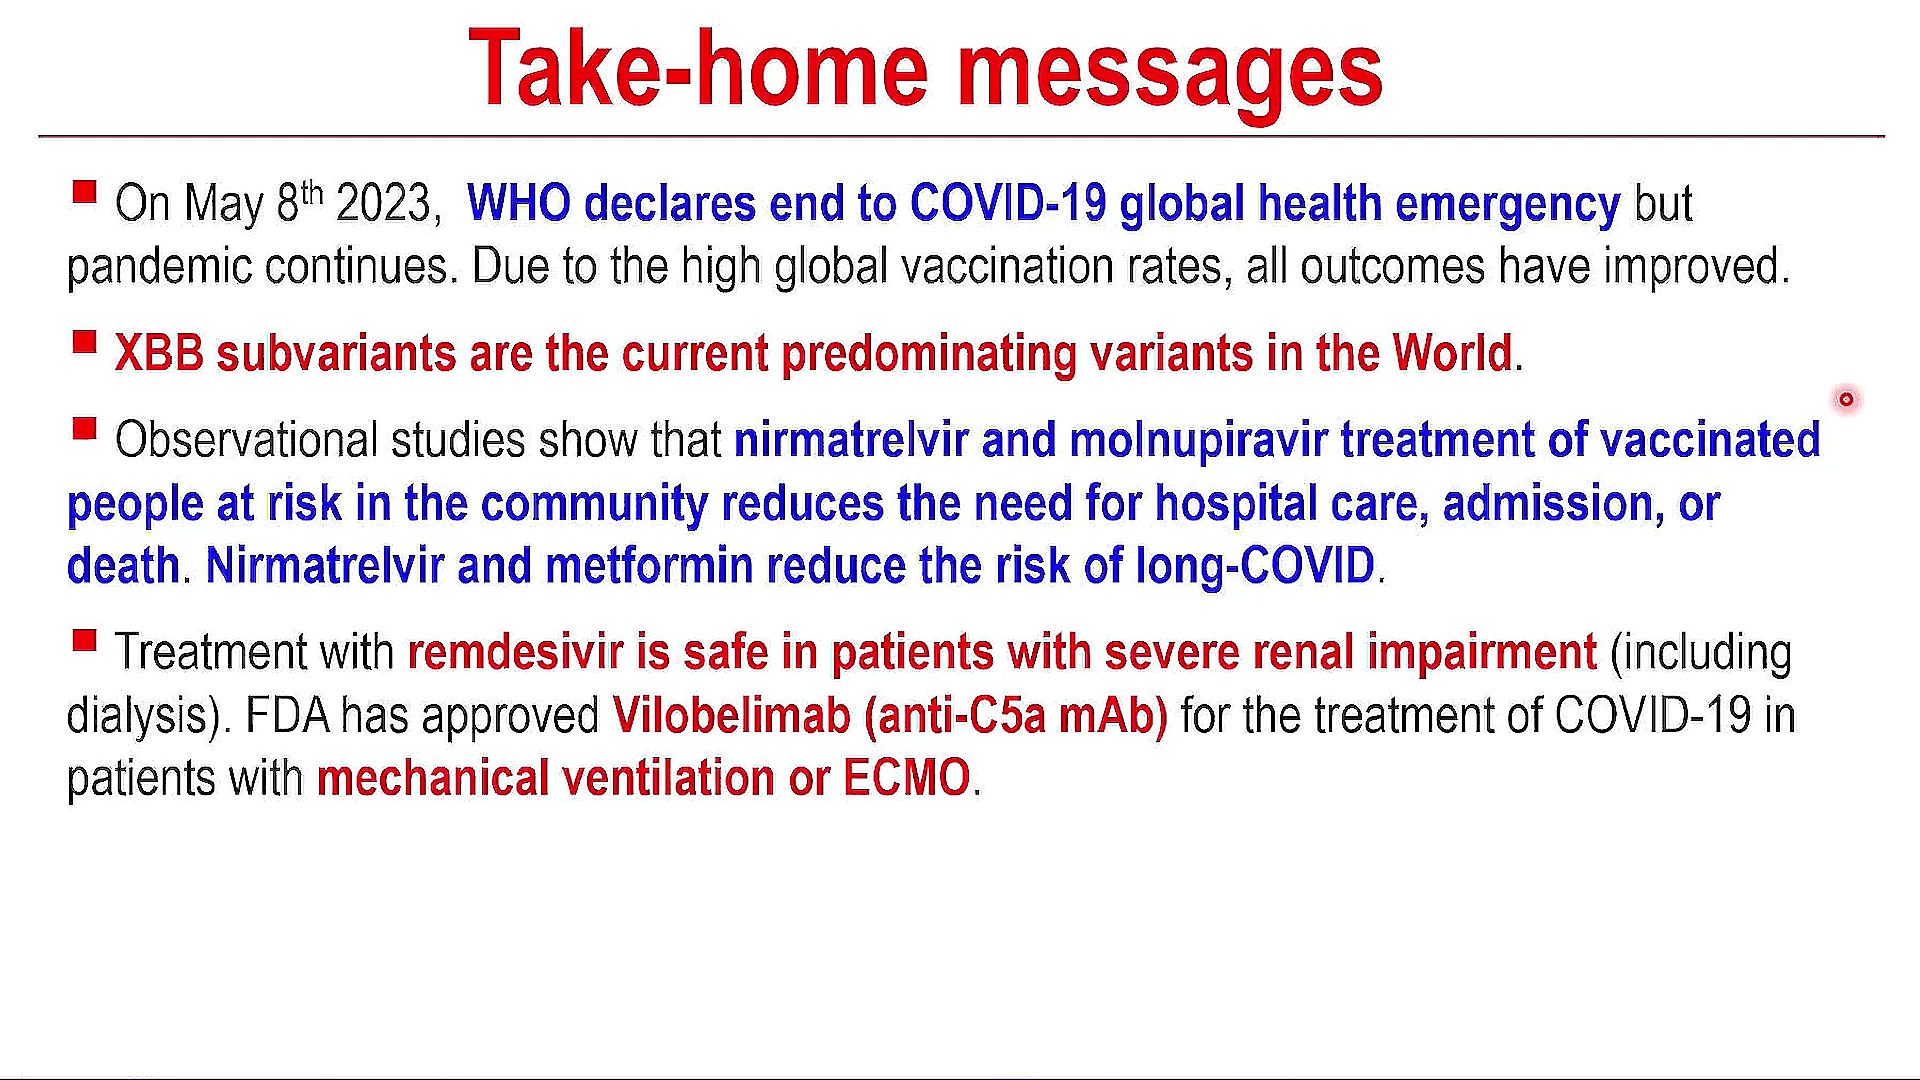 Take-home messages
On May 8th 2023, WHO declares end to COVID-19 global health emergency but
pandemic continues. Due to the high global vaccination rates, all outcomes have improved.
XBB subvariants are the current predominating variants in the World.
Observational studies show that nirmatrelvir and molnupiravir treatment of vaccinated
people at risk in the community reduces the need for hospital care, admission, or
death. Nirmatrelvir and metformin reduce the risk of long-COVID.
Treatment with remdesivir is safe in patients with severe renal impairment (including
dialysis). FDA has approved Vilobelimab (anti-C5a mAb) for the treatment of COVID-19 in
patients with mechanical ventilation or ECMO.